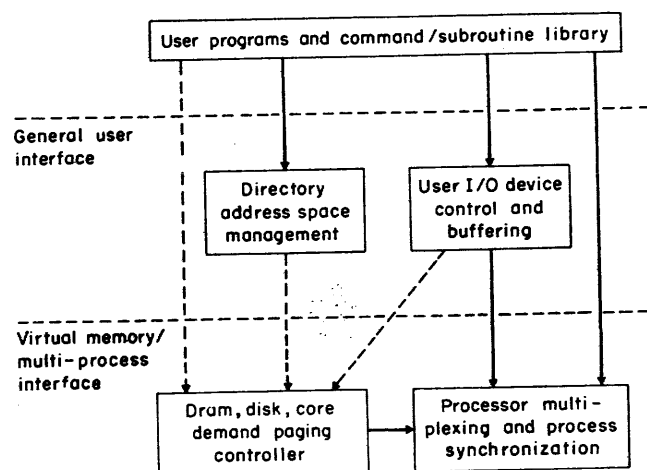 User programs and command/subroutine library
General user
interface
Directory
address space
management
User I/O device
control and
buffering
Virtual memory/
multi-process
interface
Dram, disk, core
demand paging
controller
Processor multi-
plexing and process
synchronization